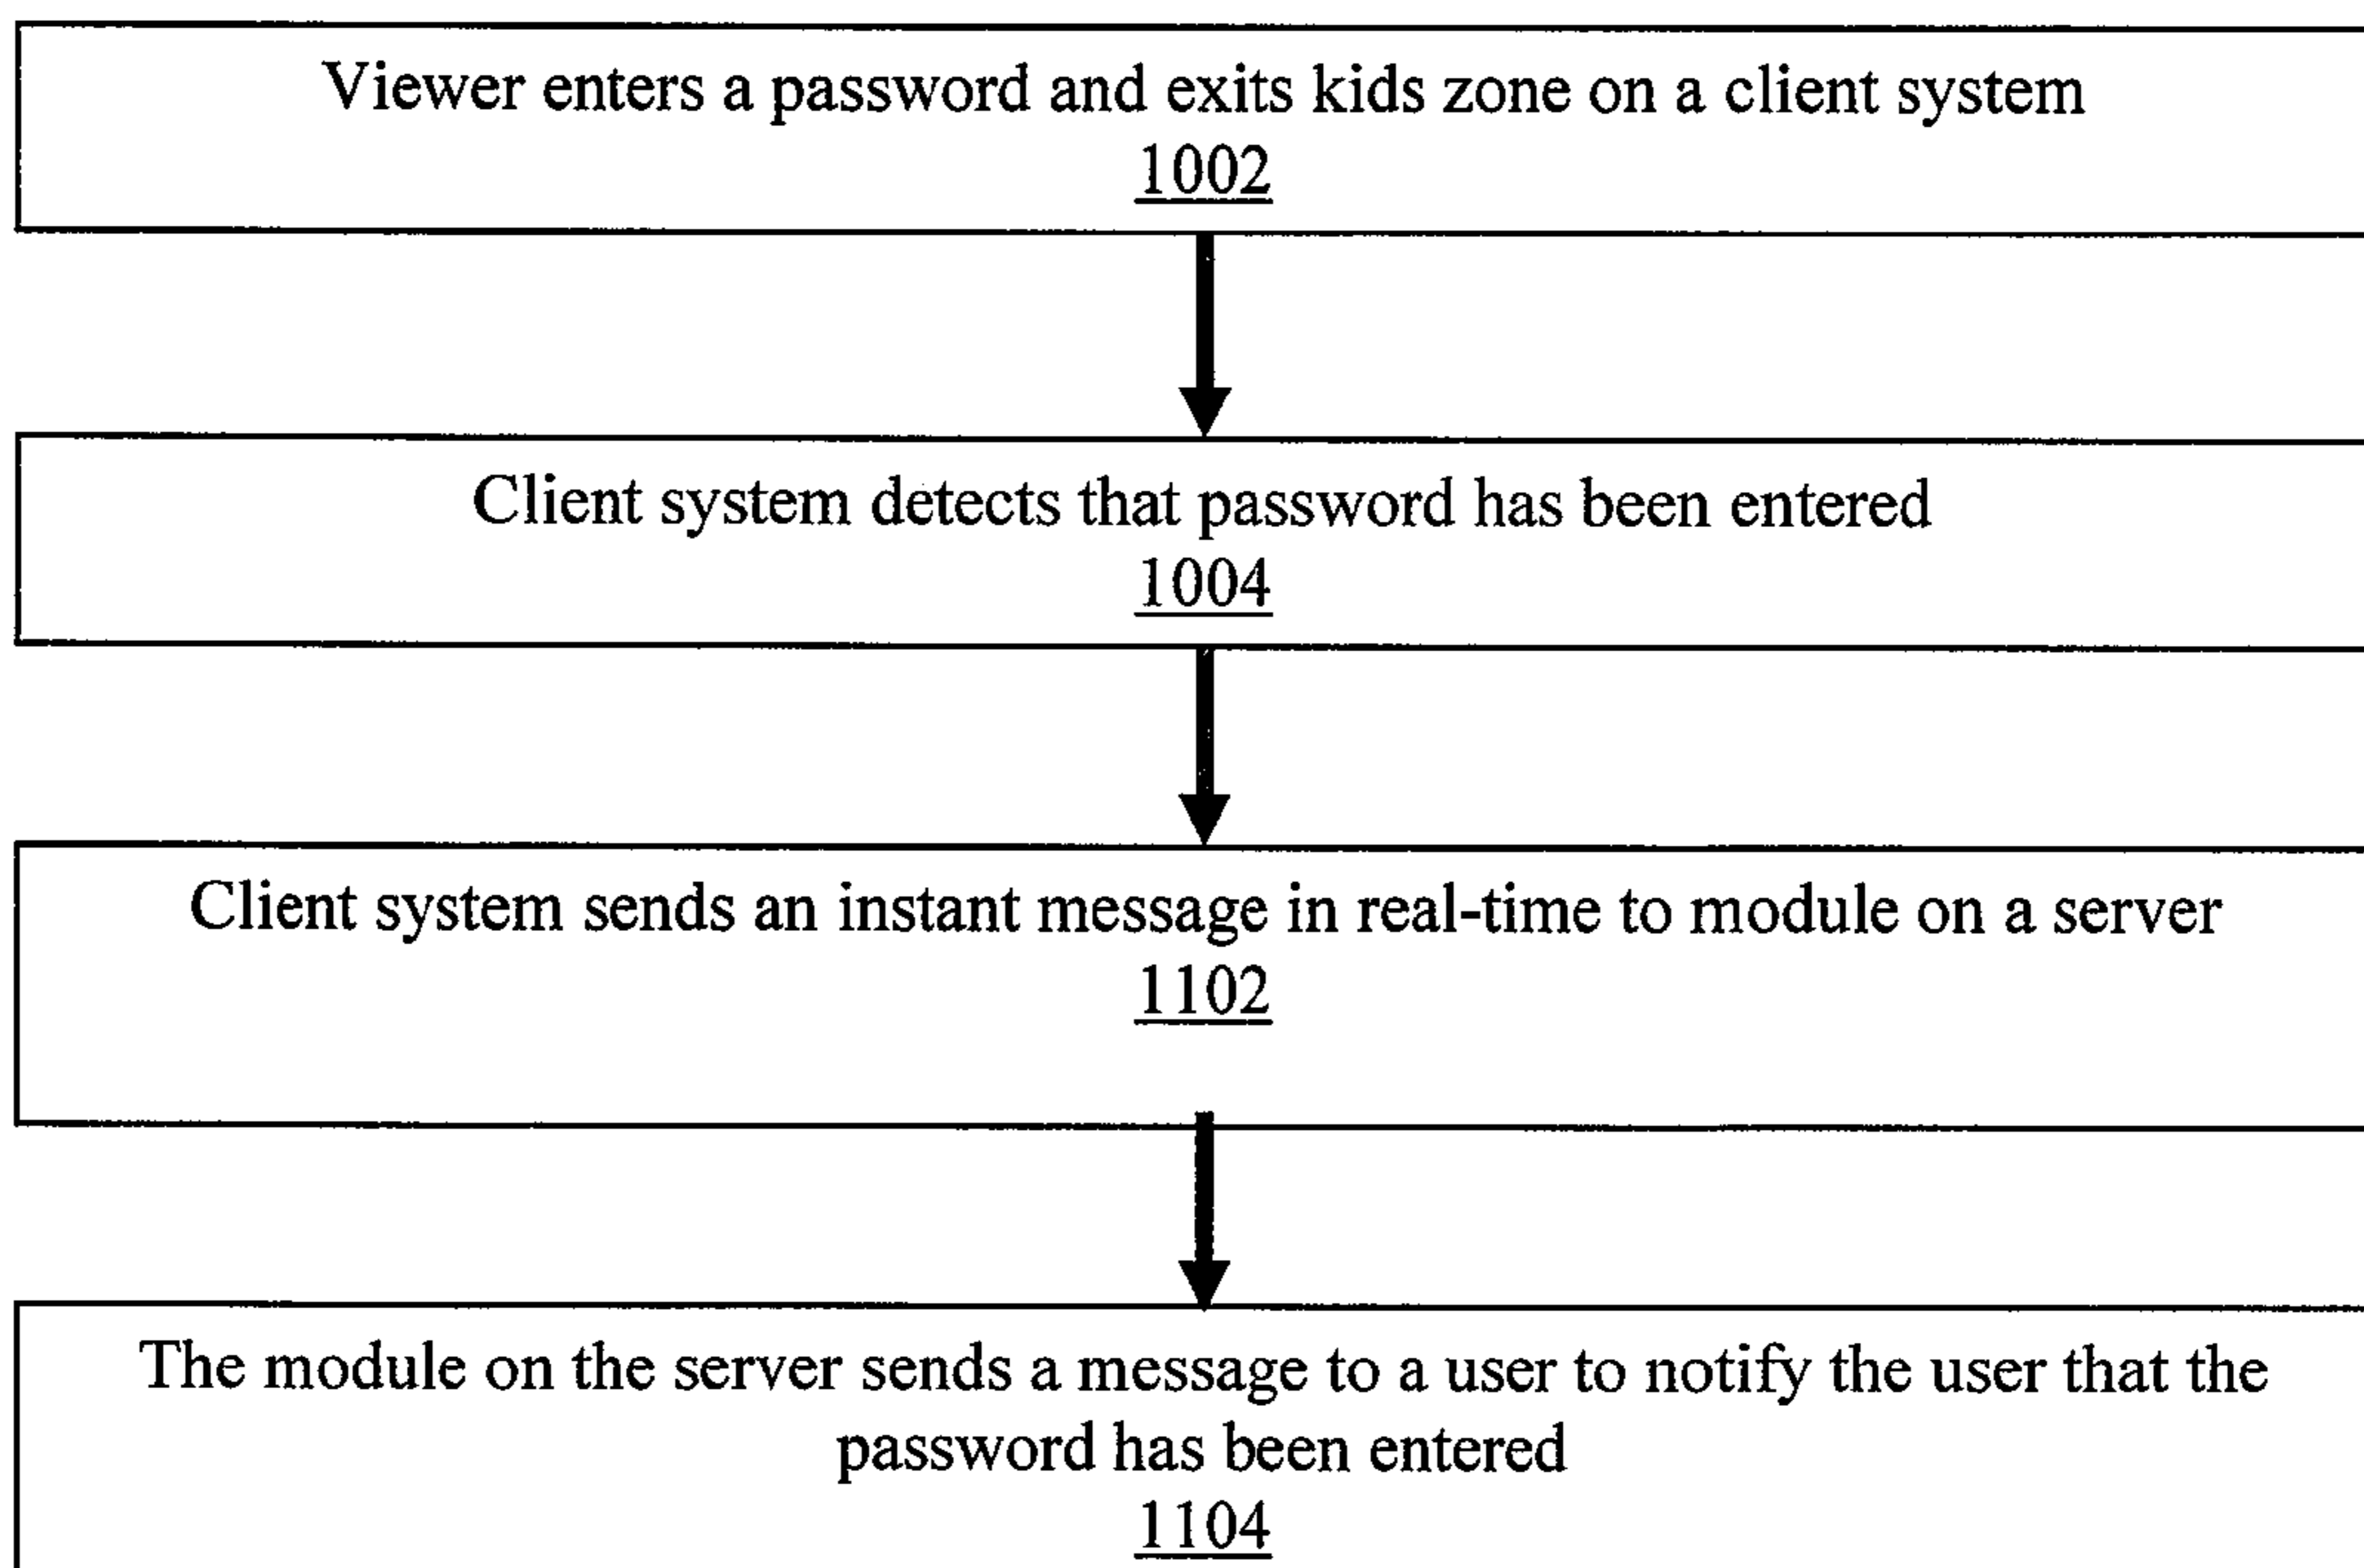 Viewer enters a password and exits kids zone on a client system
1002
Client system detects that password has been entered
1004
Client system sends an instant message in real-time to module on a server
1102
The module on the server sends a message to a user to notify the user that the
password has been entered
1104